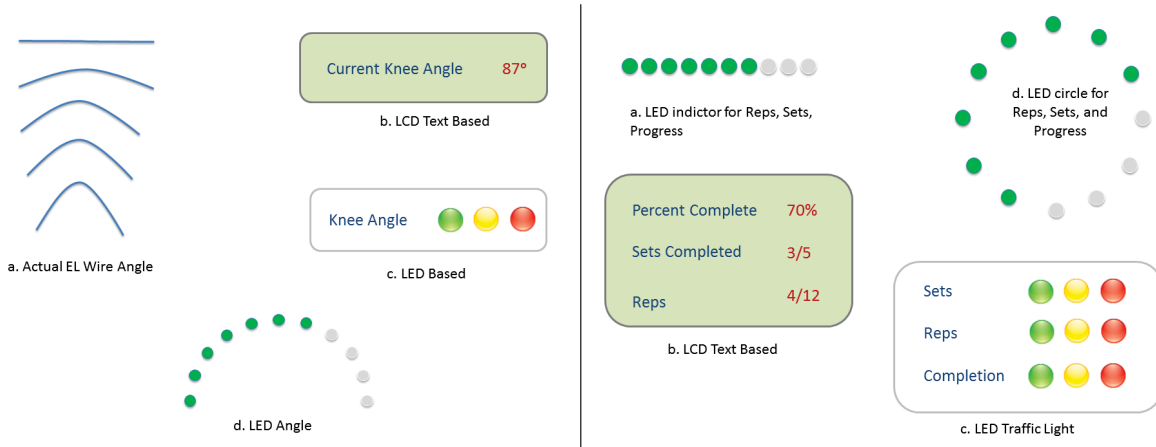 Current Knee Angle 87°
b. LCD Text Based
Knee Angle
c. LED Based
a. Actual EL Wire Angle
d. LED Angle
a. LED indictor for Reps, Sets,
Progress
d. LED circle for
Reps, Sets, and
Progress
Percent Complete 70%
Sets Completed 3/5
Reps 4/12
b. LCD Text Based
Sets
Reps
Completion
c. LED Traffic Light